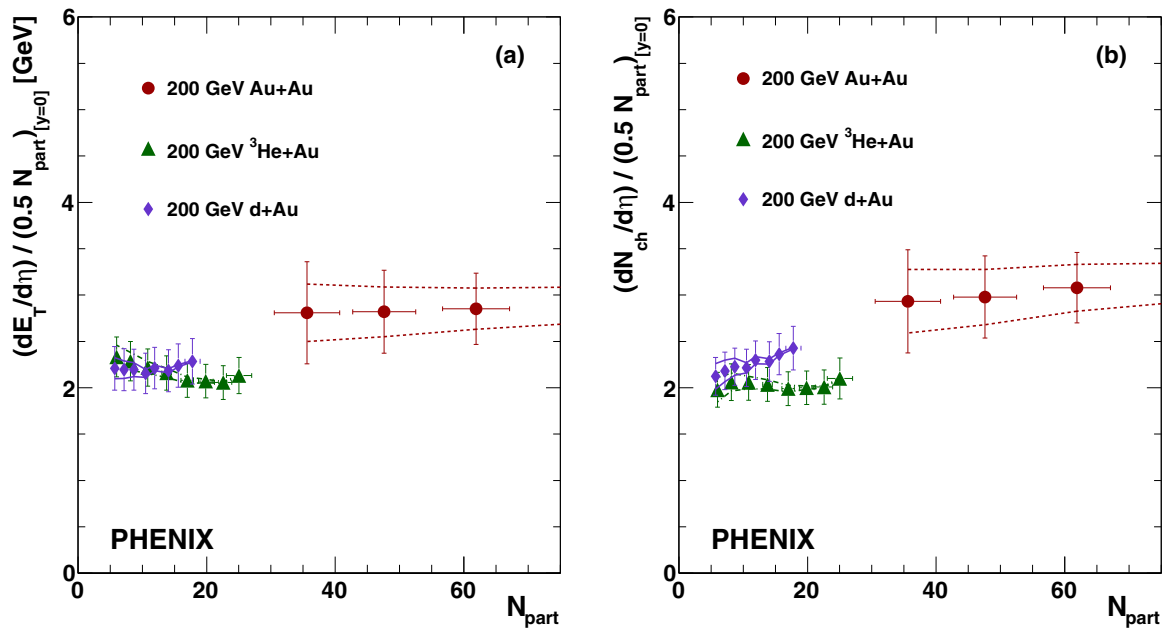 (dE_T/dη) / (0.5 N_part)_[y=0] [GeV]
6
4
2
0
(a)
200 GeV Au+Au
200 GeV ³He+Au
200 GeV d+Au
PHENIX
0 20 40 60
N_part
(dN_ch/dη) / (0.5 N_part)_[y=0]
6
4
2
0
(b)
200 GeV Au+Au
200 GeV ³He+Au
200 GeV d+Au
PHENIX
0 20 40 60
N_part